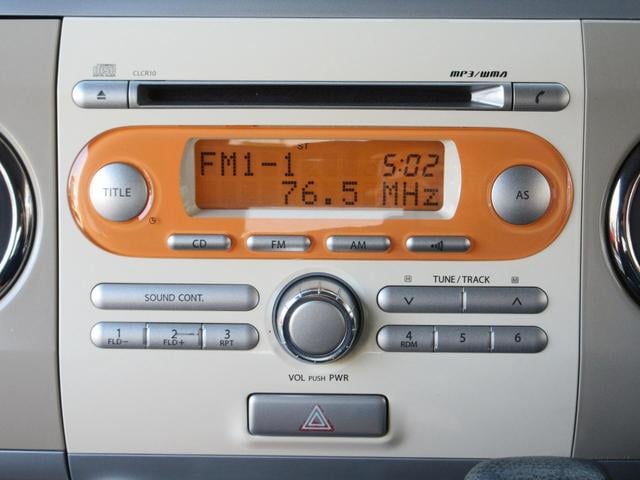 CLCR10
MP3/WMA
ST
FM1-1 5:02
76.5 MHz
TITLE
AS
CD
FM
AM
SOUND CONT.
TUNE/TRACK
H
M
1 FLD-
2 FLD+
3 RPT
4 RDM
5
6
VOL PUSH PWR